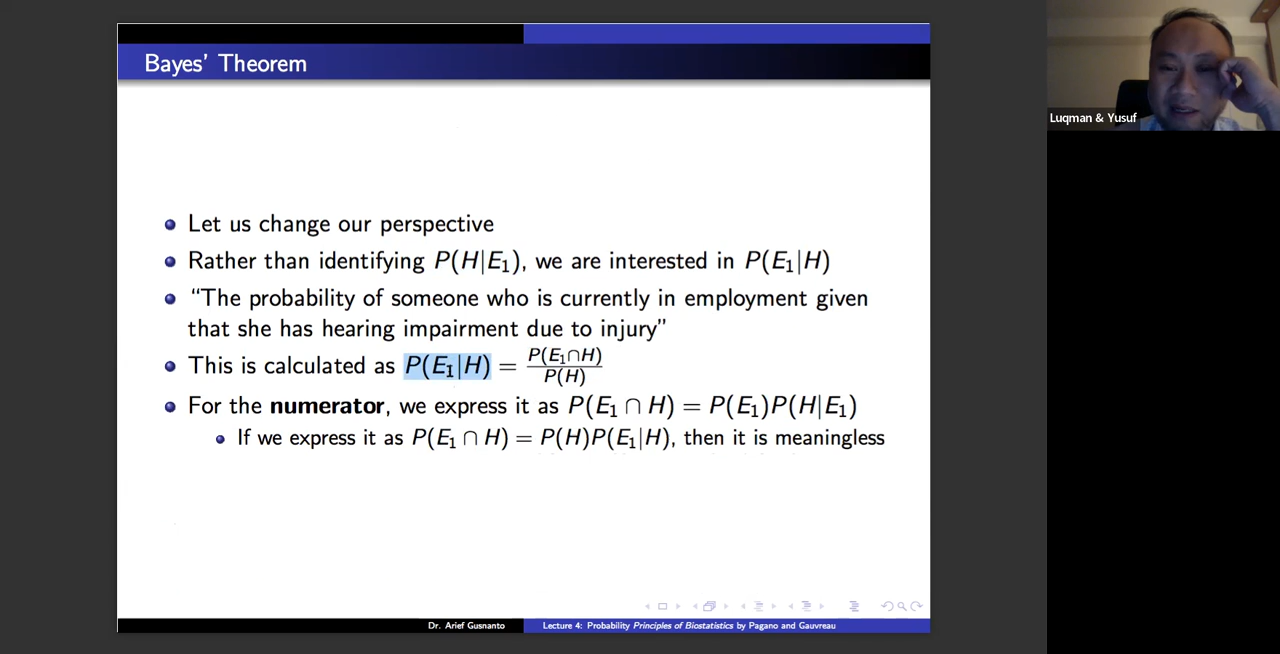 Bayes' Theorem
Luqman & Yusuf
Let us change our perspective
Rather than identifying P(H|E₁), we are interested in P(E₁|H)
"The probability of someone who is currently in employment given
that she has hearing impairment due to injury"
This is calculated as P(E₁|H) = P(E₁∩H)/P(H)
For the numerator, we express it as P(E₁ ∩ H) = P(E₁)P(H|E₁)
If we express it as P(E₁ ∩ H) = P(H)P(E₁|H), then it is meaningless
Dr. Arief Gusnanto
Lecture 4: Probability Principles of Biostatistics by Pagano and Gauvreau